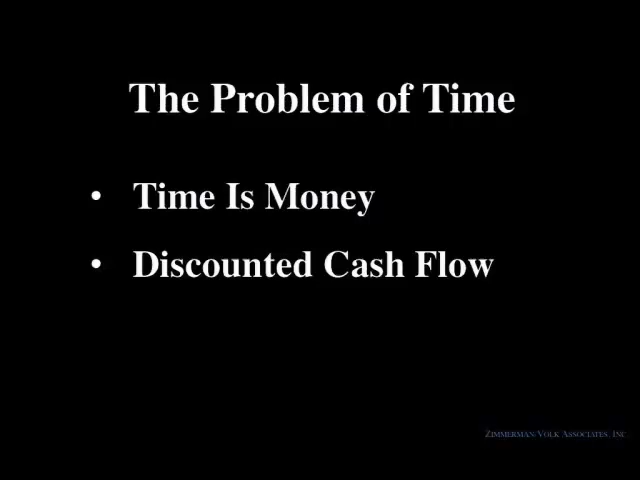 The Problem of Time
• Time Is Money
• Discounted Cash Flow
ZIMMERMAN/VOLK ASSOCIATES, INC.